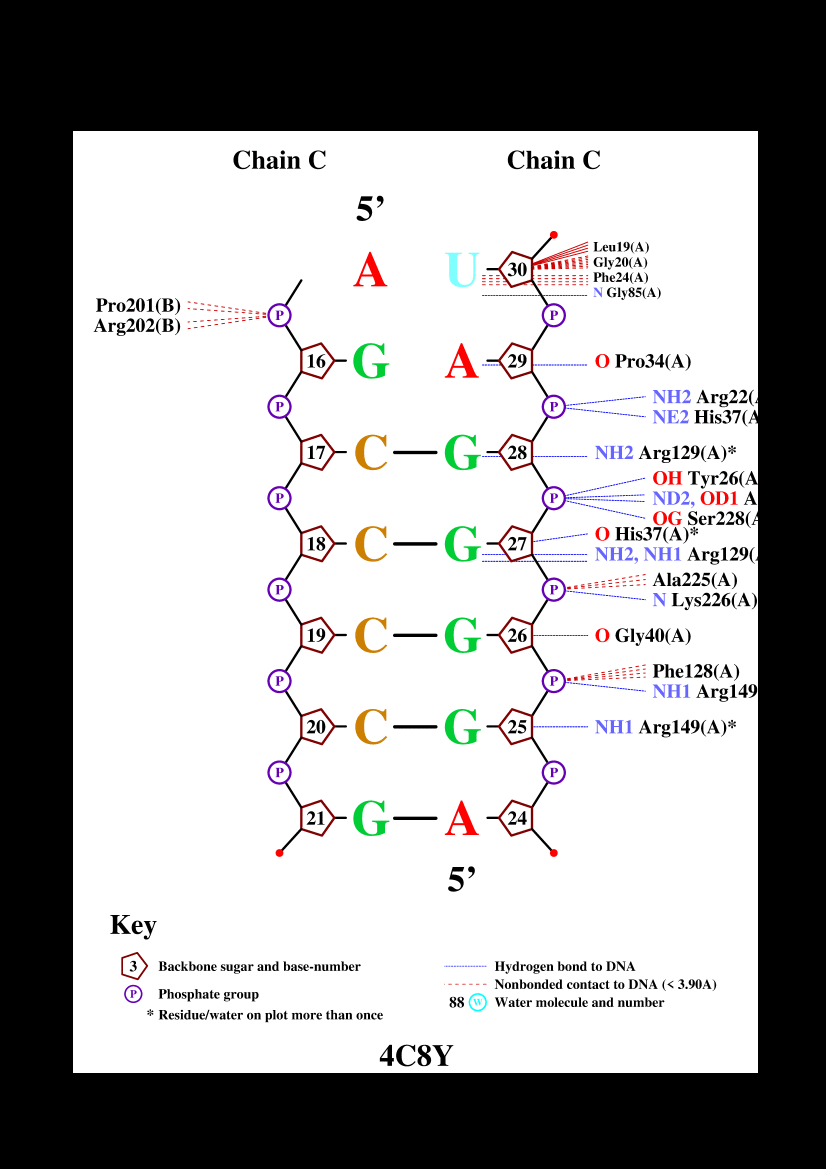 Chain C Chain C
5’
A U 30 Leu19(A)
Gly20(A)
Phe24(A)
N Gly85(A)
Pro201(B)
Arg202(B)
P P
16 G A 29 O Pro34(A)
P P NH2 Arg22(A
NE2 His37(A
17 C G 28 NH2 Arg129(A)*
P P OH Tyr26(A
ND2, OD1 A
OG Ser228(A
18 C G 27 O His37(A)*
NH2, NH1 Arg129(A
P P Ala225(A)
N Lys226(A)
19 C G 26 O Gly40(A)
P P Phe128(A)
NH1 Arg149
20 C G 25 NH1 Arg149(A)*
P P
21 G A 24
5’
Key
3 Backbone sugar and base-number
P Phosphate group
* Residue/water on plot more than once
Hydrogen bond to DNA
Nonbonded contact to DNA (< 3.90A)
88 W Water molecule and number
4C8Y